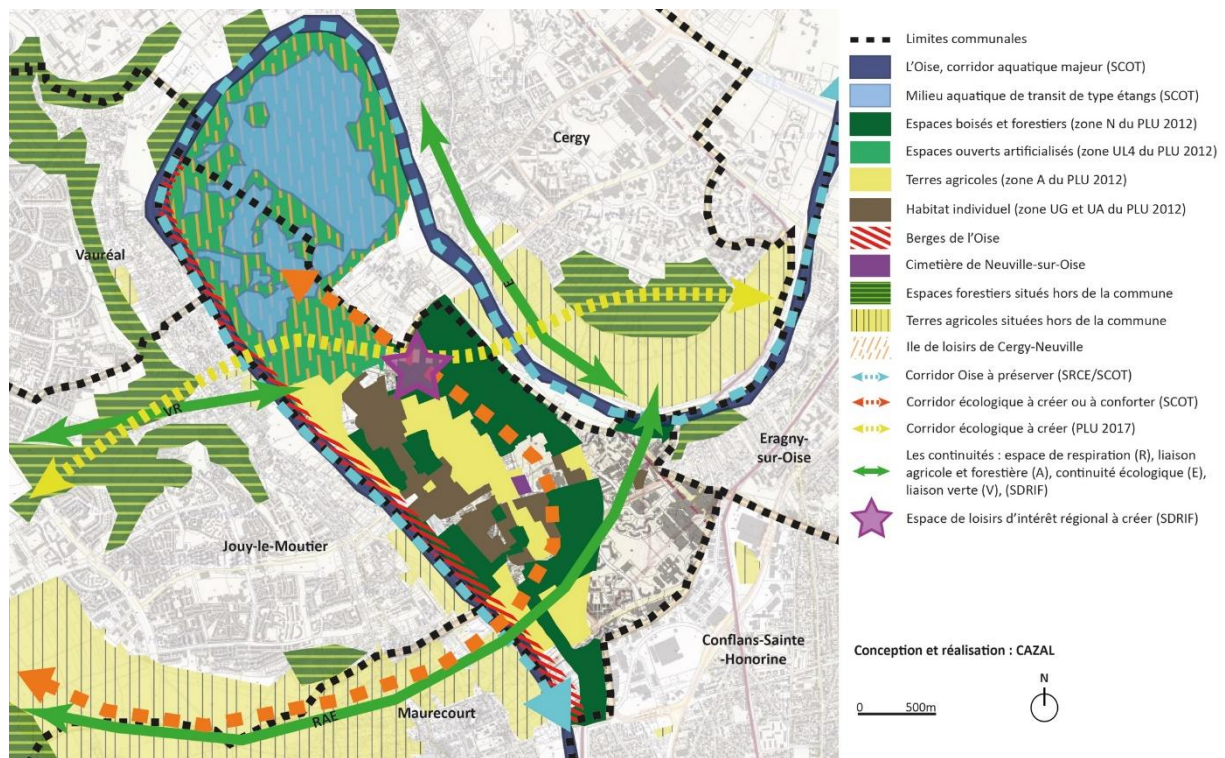 Cergy
Vauréal
E
VR
Eragny-
sur-Oise
Jouy-le-Moutier
Conflans-Sainte
-Honorine
Maurecourt
RAE
Limites communales
L'Oise, corridor aquatique majeur (SCOT)
Milieu aquatique de transit de type étangs (SCOT)
Espaces boisés et forestiers (zone N du PLU 2012)
Espaces ouverts artificialisés (zone UL4 du PLU 2012)
Terres agricoles (zone A du PLU 2012)
Habitat individuel (zone UG et UA du PLU 2012)
Berges de l'Oise
Cimetière de Neuville-sur-Oise
Espaces forestiers situés hors de la commune
Terres agricoles situées hors de la commune
Ile de loisirs de Cergy-Neuville
Corridor Oise à préserver (SRCE/SCOT)
Corridor écologique à créer ou à conforter (SCOT)
Corridor écologique à créer (PLU 2017)
Les continuités : espace de respiration (R), liaison
agricole et forestière (A), continuité écologique (E),
liaison verte (V), (SDRIF)
Espace de loisirs d'intérêt régional à créer (SDRIF)
Conception et réalisation : CAZAL
N
0 500m